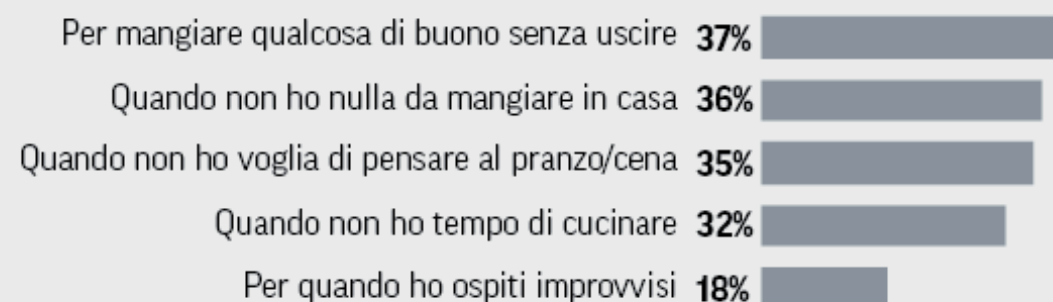 Per mangiare qualcosa di buono senza uscire 37%
Quando non ho nulla da mangiare in casa 36%
Quando non ho voglia di pensare al pranzo/cena 35%
Quando non ho tempo di cucinare 32%
Per quando ho ospiti improvvisi 18%